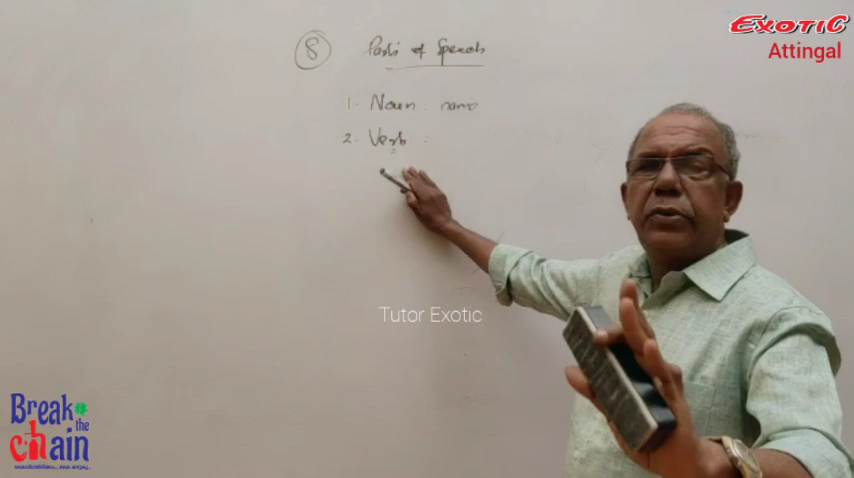 EXOTIC
Attingal
8 Parts of Speech
1. Noun : name
2. Verb :
Tutor Exotic
Break
the
chain